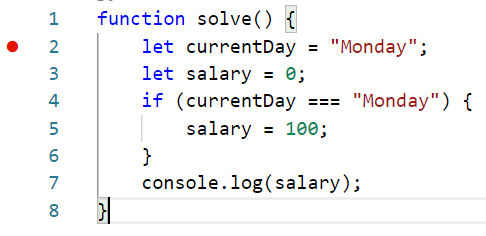 1 function solve() {
2     let currentDay = "Monday";
3     let salary = 0;
4     if (currentDay === "Monday") {
5         salary = 100;
6     }
7     console.log(salary);
8 }